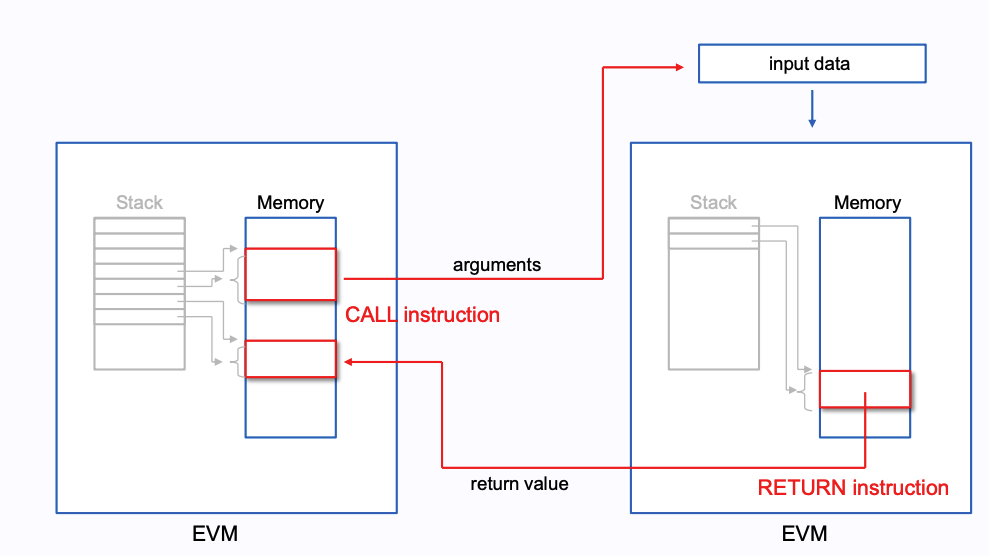 input data
Stack
Memory
Stack
Memory
arguments
CALL instruction
return value
RETURN instruction
EVM
EVM